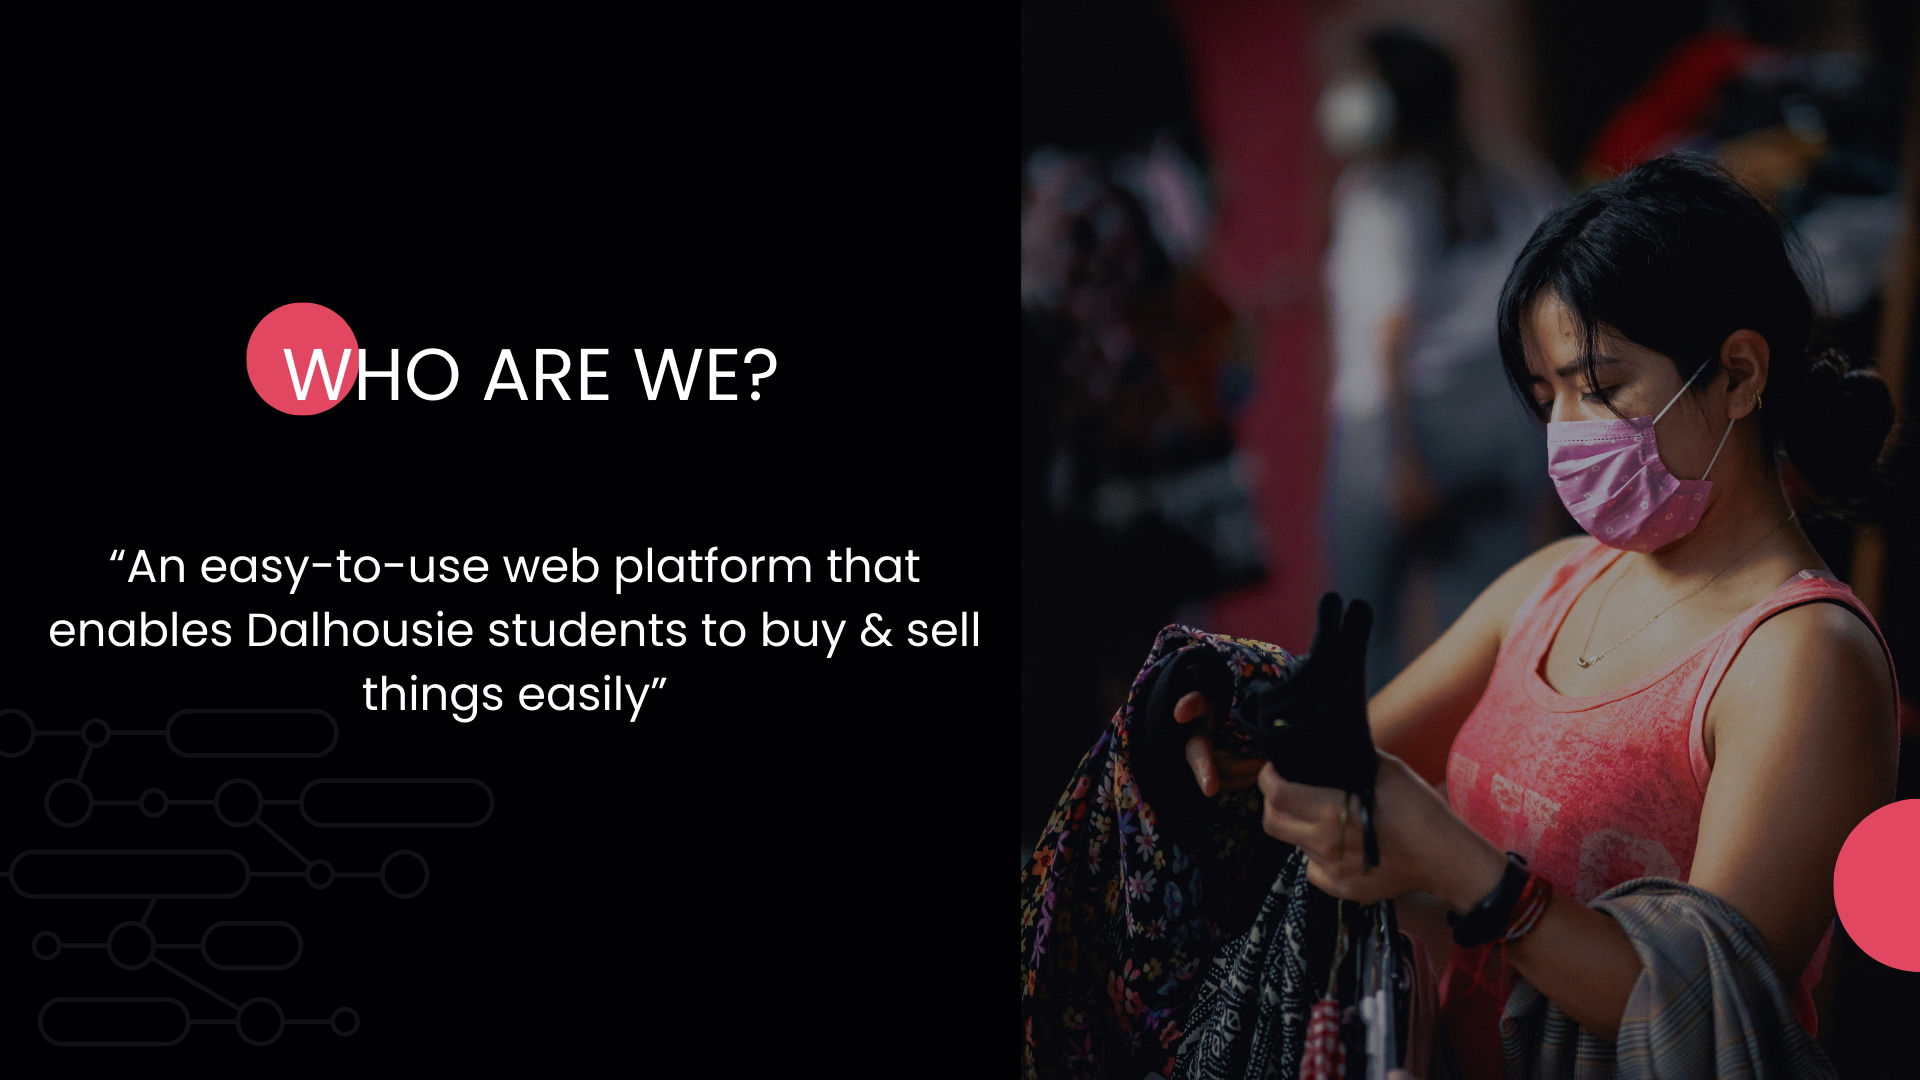 WHO ARE WE?
“An easy-to-use web platform that
enables Dalhousie students to buy & sell
things easily”